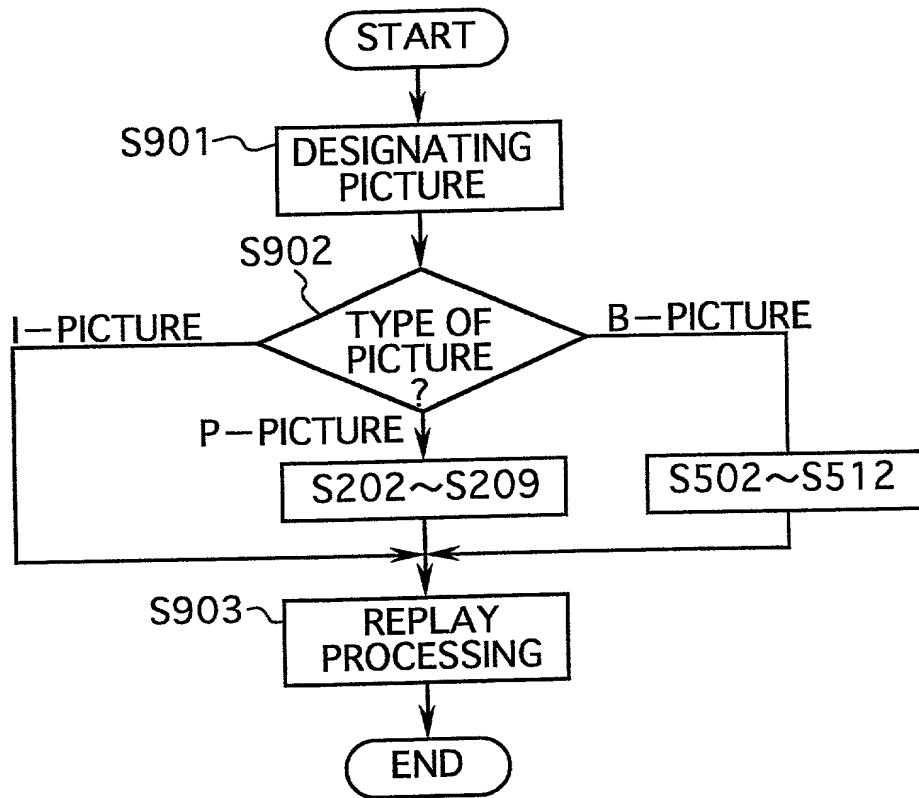 START
S901
DESIGNATING
PICTURE
S902
I-PICTURE
TYPE OF
PICTURE
?
B-PICTURE
P-PICTURE
S202~S209
S502~S512
S903
REPLAY
PROCESSING
END